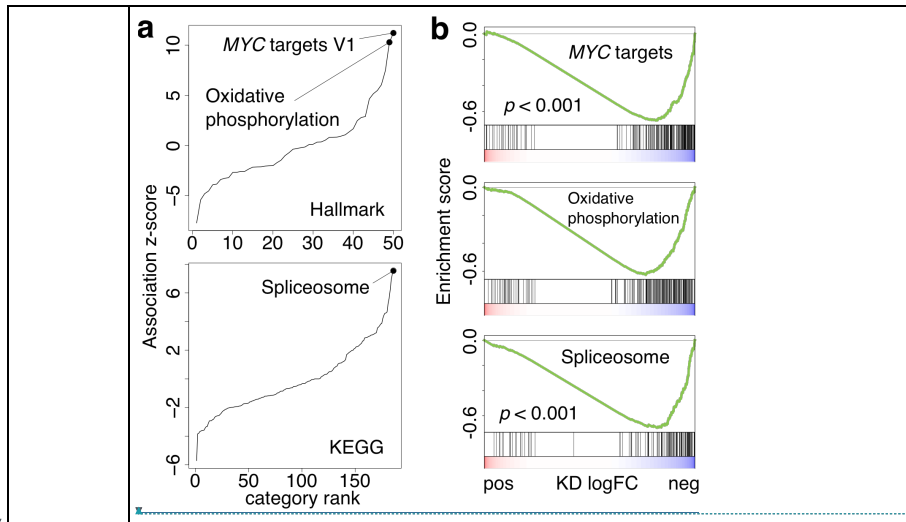 a
MYC targets V1
Oxidative
phosphorylation
Hallmark
10
5
0
−5
0 10 20 30 40 50
Association z-score
Spliceosome
KEGG
6
2
−2
−6
0 50 100 150
category rank
b
MYC targets
p < 0.001
0.0
-0.6
Oxidative
phosphorylation
0.0
-0.6
Enrichment score
Spliceosome
p < 0.001
0.0
-0.6
pos KD logFC neg